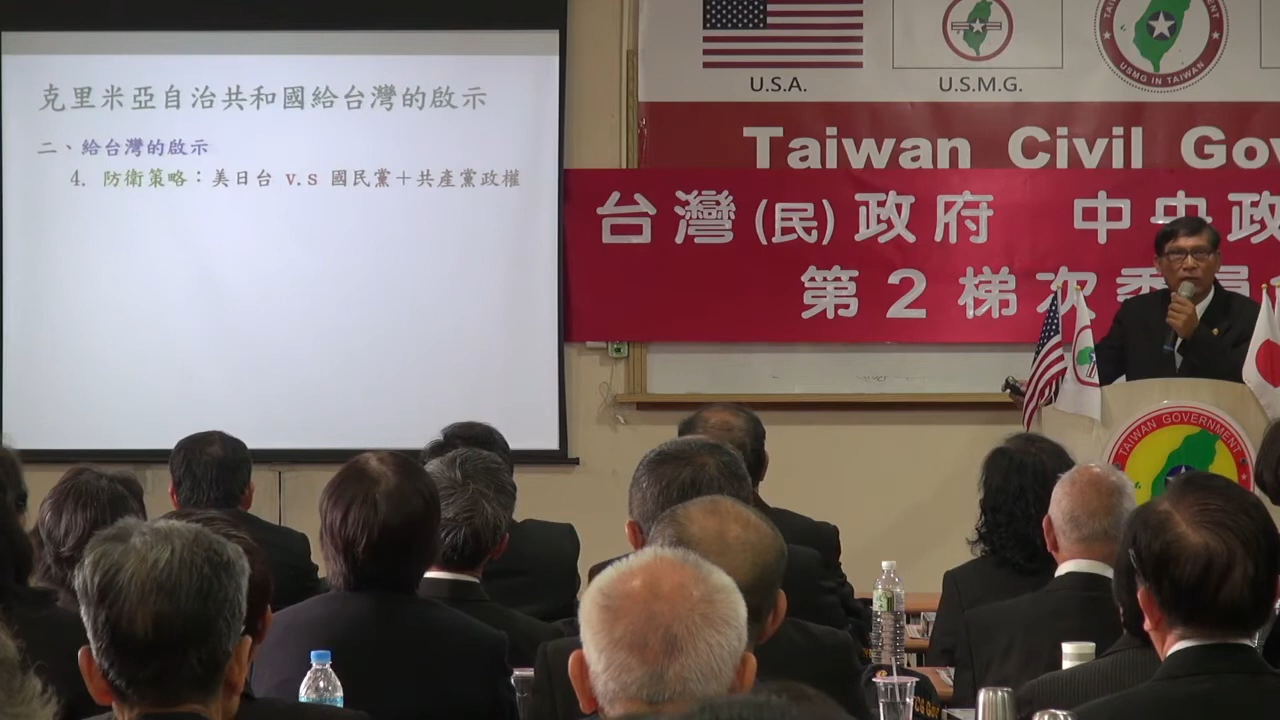 克里米亞自治共和國給台灣的啟示
二、給台灣的啟示
4. 防衛策略：美日台 v.s 國民黨＋共產黨政權
U.S.A.
U.S.M.G.
USMG IN TAIWAN
Taiwan Civil Gov
台灣(民)政府 中央政
第2梯次委員
TAIWAN GOVERNMENT